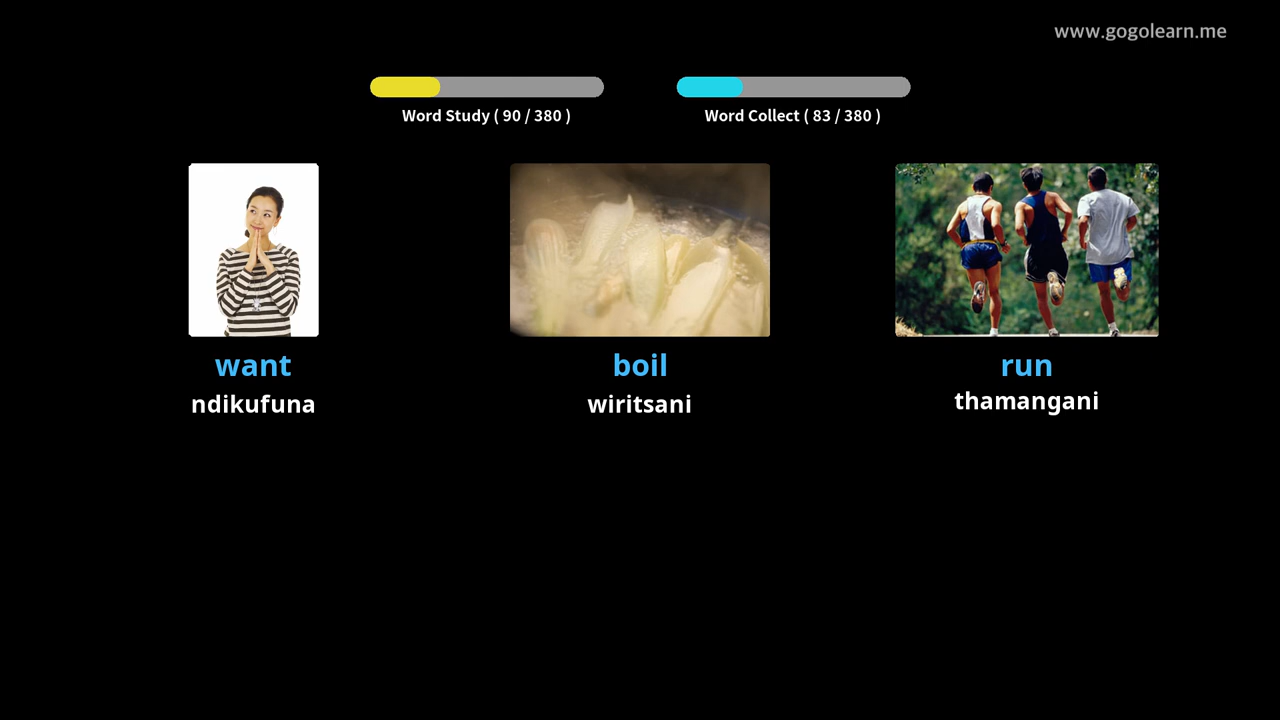 www.gogolearn.me
Word Study ( 90 / 380 )
Word Collect ( 83 / 380 )
want
ndikufuna
boil
wiritsani
run
thamangani